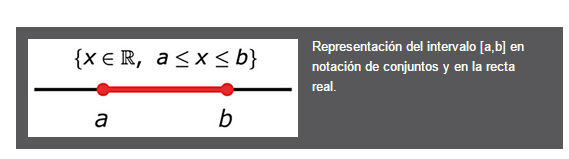 {x ∈ ℝ, a ≤ x ≤ b}
a b
Representación del intervalo [a,b] en
notación de conjuntos y en la recta
real.